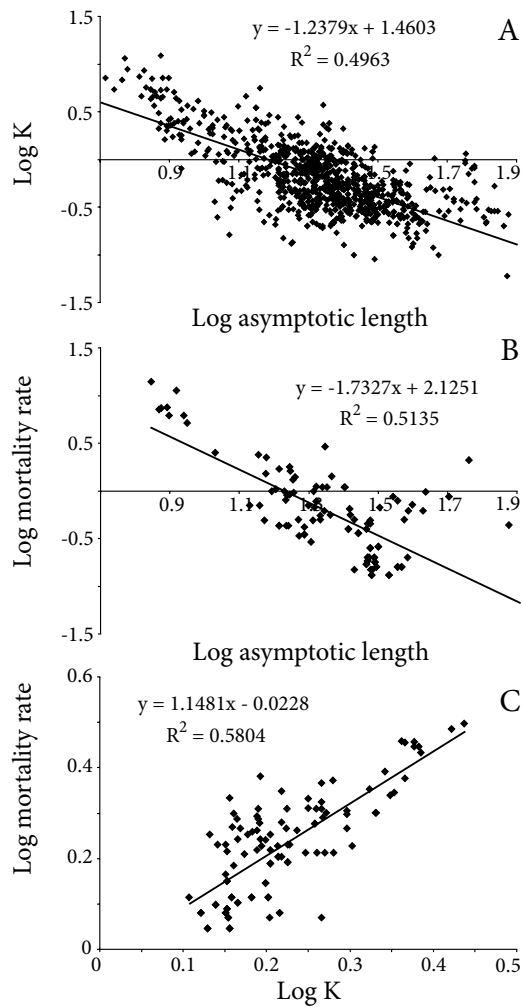 A
y = -1.2379x + 1.4603
R² = 0.4963
1.5
0.5
-0.5
-1.5
Log K
0.9 1.1 1.3 1.5 1.7 1.9
Log asymptotic length
B
y = -1.7327x + 2.1251
R² = 0.5135
1.5
0.5
-0.5
-1.5
Log mortality rate
0.9 1.1 1.3 1.5 1.7 1.9
Log asymptotic length
C
y = 1.1481x - 0.0228
R² = 0.5804
0.6
0.4
0.2
0
Log mortality rate
0 0.1 0.2 0.3 0.4 0.5
Log K